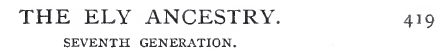 THE ELY ANCESTRY. 419
SEVENTH GENERATION.